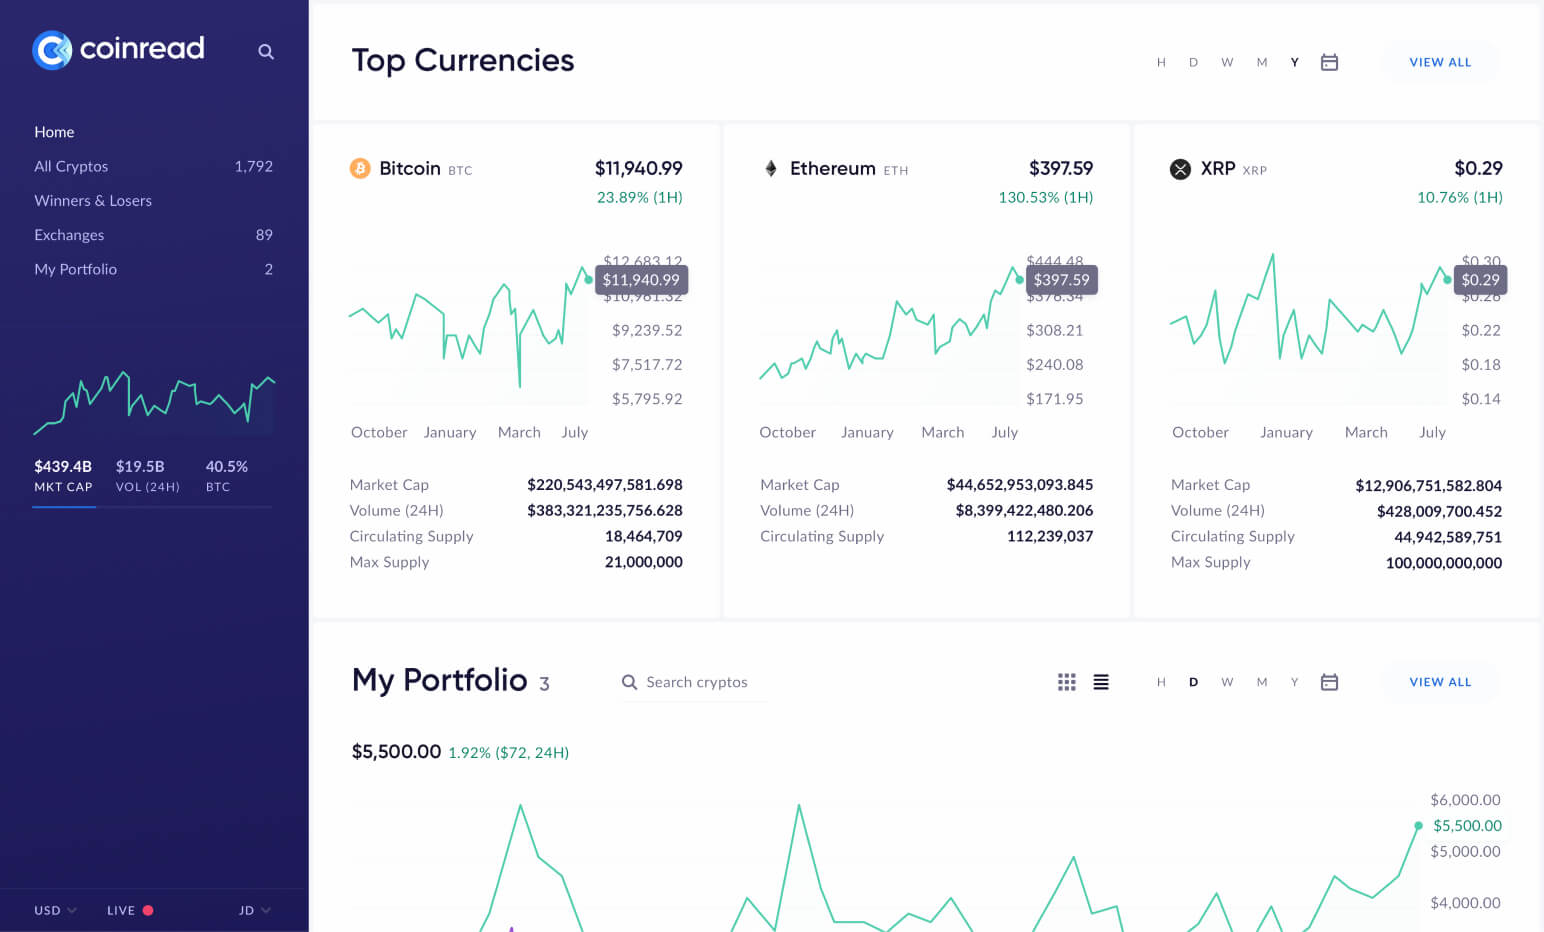 coinread
Home
All Cryptos 1,792
Winners & Losers
Exchanges 89
My Portfolio 2
$439.4B $19.5B 40.5%
MKT CAP VOL (24H) BTC
USD LIVE JD
Top Currencies H D W M Y VIEW ALL
Bitcoin BTC $11,940.99
23.89% (1H)
$12,683.12
$11,940.99
$10,961.32
$9,239.52
$7,517.72
$5,795.92
October January March July
Market Cap $220,543,497,581.698
Volume (24H) $383,321,235,756.628
Circulating Supply 18,464,709
Max Supply 21,000,000
Ethereum ETH $397.59
130.53% (1H)
$444.48
$397.59
$376.34
$308.21
$240.08
$171.95
October January March July
Market Cap $44,652,953,093.845
Volume (24H) $8,399,422,480.206
Circulating Supply 112,239,037
XRP XRP $0.29
10.76% (1H)
$0.30
$0.29
$0.26
$0.22
$0.18
$0.14
October January March July
Market Cap $12,906,751,582.804
Volume (24H) $428,009,700.452
Circulating Supply 44,942,589,751
Max Supply 100,000,000,000
My Portfolio 3 Search cryptos H D W M Y VIEW ALL
$5,500.00 1.92% ($72, 24H)
$6,000.00
$5,500.00
$5,000.00
$4,000.00